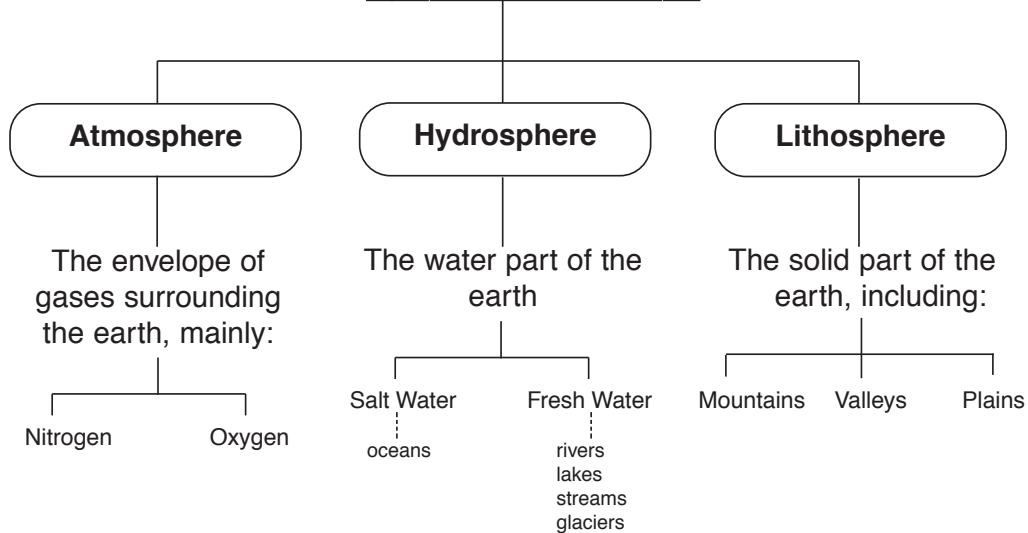 Atmosphere
The envelope of
gases surrounding
the earth, mainly:
Nitrogen
Oxygen
Hydrosphere
The water part of the
earth
Salt Water
oceans
Fresh Water
rivers
lakes
streams
glaciers
Lithosphere
The solid part of the
earth, including:
Mountains
Valleys
Plains